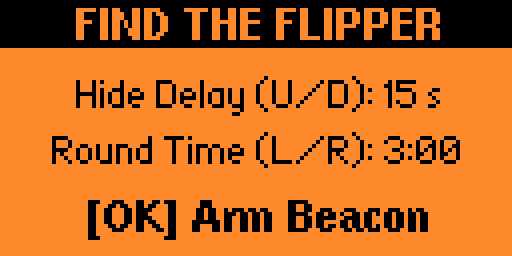 FIND THE FLIPPER
Hide Delay (U/D): 15 s
Round Time (L/R): 3:00
[OK] Arm Beacon